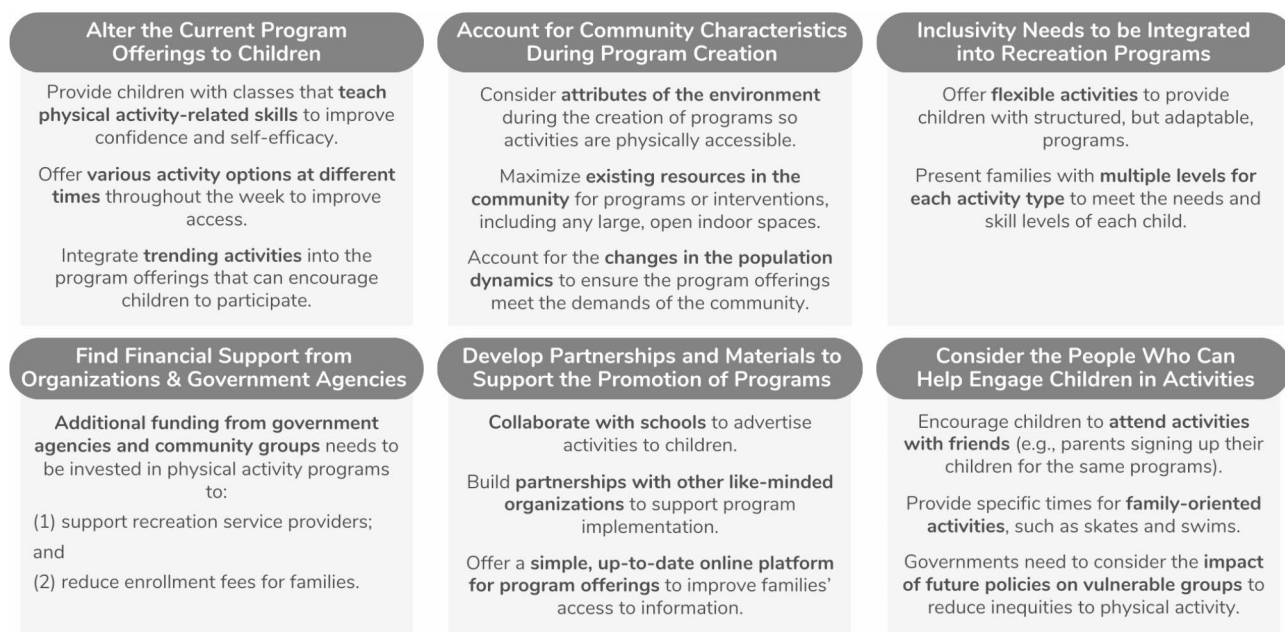 Alter the Current Program
Offerings to Children
Provide children with classes that teach
physical activity-related skills to improve
confidence and self-efficacy.
Offer various activity options at different
times throughout the week to improve
access.
Integrate trending activities into the
program offerings that can encourage
children to participate.
Account for Community Characteristics
During Program Creation
Consider attributes of the environment
during the creation of programs so
activities are physically accessible.
Maximize existing resources in the
community for programs or interventions,
including any large, open indoor spaces.
Account for the changes in the population
dynamics to ensure the program offerings
meet the demands of the community.
Inclusivity Needs to be Integrated
into Recreation Programs
Offer flexible activities to provide
children with structured, but adaptable,
programs.
Present families with multiple levels for
each activity type to meet the needs and
skill levels of each child.
Find Financial Support from
Organizations & Government Agencies
Additional funding from government
agencies and community groups needs to
be invested in physical activity programs
to:
(1) support recreation service providers;
and
(2) reduce enrollment fees for families.
Develop Partnerships and Materials to
Support the Promotion of Programs
Collaborate with schools to advertise
activities to children.
Build partnerships with other like-minded
organizations to support program
implementation.
Offer a simple, up-to-date online platform
for program offerings to improve families’
access to information.
Consider the People Who Can
Help Engage Children in Activities
Encourage children to attend activities
with friends (e.g., parents signing up their
children for the same programs).
Provide specific times for family-oriented
activities, such as skates and swims.
Governments need to consider the impact
of future policies on vulnerable groups to
reduce inequities to physical activity.